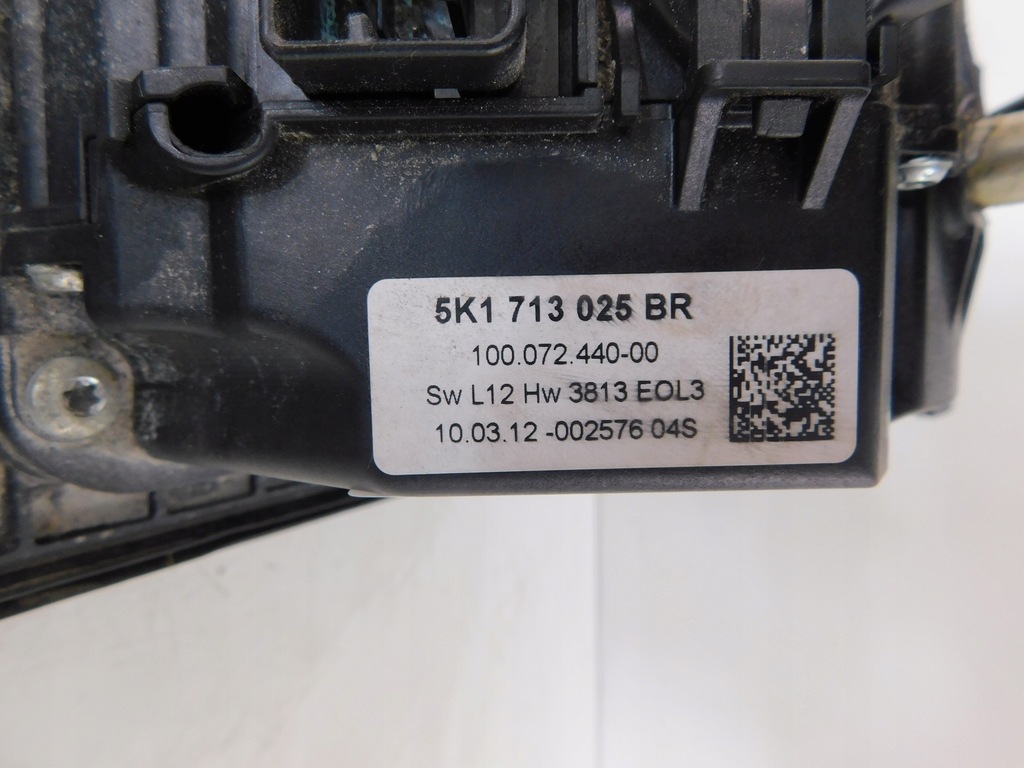 5K1 713 025 BR
100.072.440-00
Sw L12 Hw 3813 EOL3
10.03.12 -002576 04S